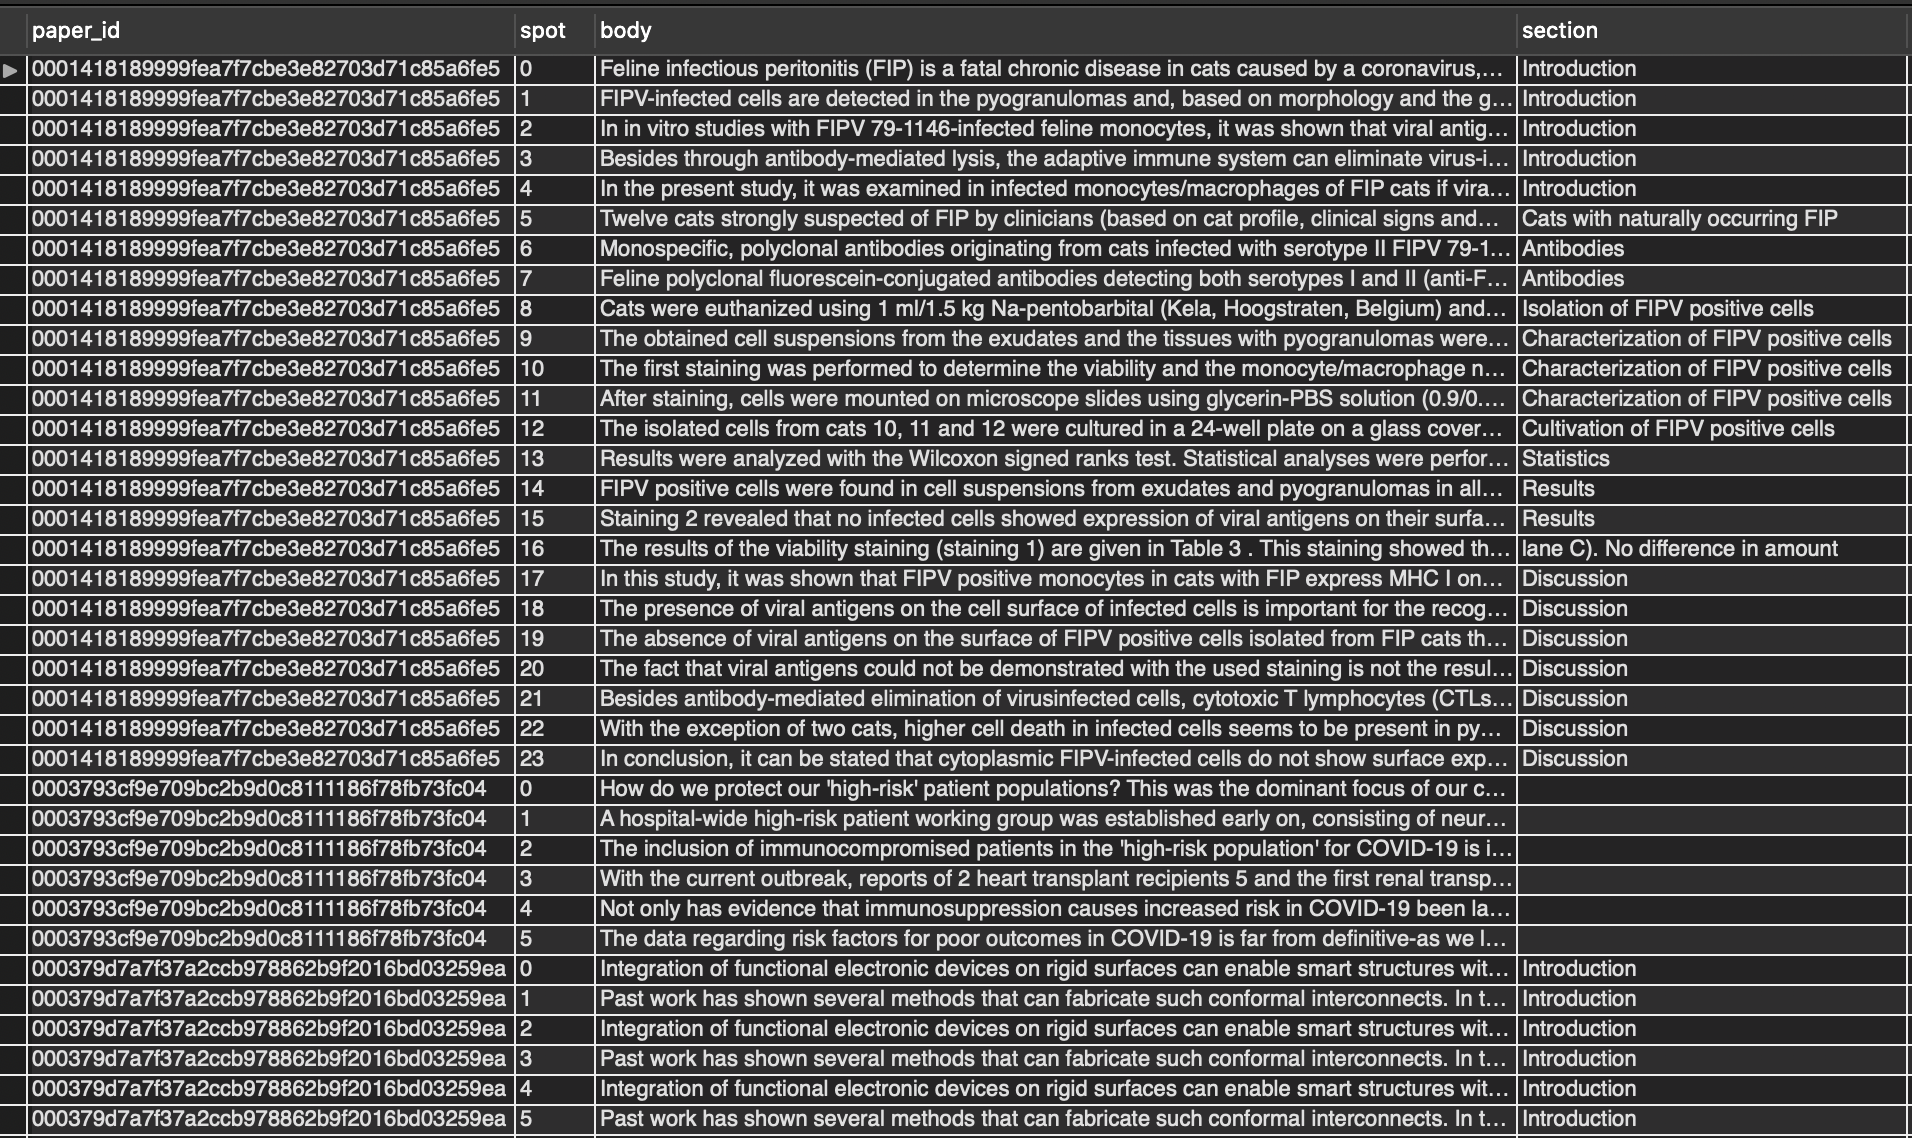 paper_id spot body section
0001418189999fea7f7cbe3e82703d71c85a6fe5 0 Feline infectious peritonitis (FIP) is a fatal chronic disease in cats caused by a coronavirus,... Introduction
0001418189999fea7f7cbe3e82703d71c85a6fe5 1 FIPV-infected cells are detected in the pyogranulomas and, based on morphology and the g... Introduction
0001418189999fea7f7cbe3e82703d71c85a6fe5 2 In in vitro studies with FIPV 79-1146-infected feline monocytes, it was shown that viral antig... Introduction
0001418189999fea7f7cbe3e82703d71c85a6fe5 3 Besides through antibody-mediated lysis, the adaptive immune system can eliminate virus-i... Introduction
0001418189999fea7f7cbe3e82703d71c85a6fe5 4 In the present study, it was examined in infected monocytes/macrophages of FIP cats if vira... Introduction
0001418189999fea7f7cbe3e82703d71c85a6fe5 5 Twelve cats strongly suspected of FIP by clinicians (based on cat profile, clinical signs and... Cats with naturally occurring FIP
0001418189999fea7f7cbe3e82703d71c85a6fe5 6 Monospecific, polyclonal antibodies originating from cats infected with serotype II FIPV 79-1... Antibodies
0001418189999fea7f7cbe3e82703d71c85a6fe5 7 Feline polyclonal fluorescein-conjugated antibodies detecting both serotypes I and II (anti-F... Antibodies
0001418189999fea7f7cbe3e82703d71c85a6fe5 8 Cats were euthanized using 1 ml/1.5 kg Na-pentobarbital (Kela, Hoogstraten, Belgium) and... Isolation of FIPV positive cells
0001418189999fea7f7cbe3e82703d71c85a6fe5 9 The obtained cell suspensions from the exudates and the tissues with pyogranulomas were... Characterization of FIPV positive cells
0001418189999fea7f7cbe3e82703d71c85a6fe5 10 The first staining was performed to determine the viability and the monocyte/macrophage n... Characterization of FIPV positive cells
0001418189999fea7f7cbe3e82703d71c85a6fe5 11 After staining, cells were mounted on microscope slides using glycerin-PBS solution (0.9/0.... Characterization of FIPV positive cells
0001418189999fea7f7cbe3e82703d71c85a6fe5 12 The isolated cells from cats 10, 11 and 12 were cultured in a 24-well plate on a glass cover... Cultivation of FIPV positive cells
0001418189999fea7f7cbe3e82703d71c85a6fe5 13 Results were analyzed with the Wilcoxon signed ranks test. Statistical analyses were perfor... Statistics
0001418189999fea7f7cbe3e82703d71c85a6fe5 14 FIPV positive cells were found in cell suspensions from exudates and pyogranulomas in all... Results
0001418189999fea7f7cbe3e82703d71c85a6fe5 15 Staining 2 revealed that no infected cells showed expression of viral antigens on their surfa... Results
0001418189999fea7f7cbe3e82703d71c85a6fe5 16 The results of the viability staining (staining 1) are given in Table 3 . This staining showed th... lane C). No difference in amount
0001418189999fea7f7cbe3e82703d71c85a6fe5 17 In this study, it was shown that FIPV positive monocytes in cats with FIP express MHC I on... Discussion
0001418189999fea7f7cbe3e82703d71c85a6fe5 18 The presence of viral antigens on the cell surface of infected cells is important for the recog... Discussion
0001418189999fea7f7cbe3e82703d71c85a6fe5 19 The absence of viral antigens on the surface of FIPV positive cells isolated from FIP cats th... Discussion
0001418189999fea7f7cbe3e82703d71c85a6fe5 20 The fact that viral antigens could not be demonstrated with the used staining is not the resul... Discussion
0001418189999fea7f7cbe3e82703d71c85a6fe5 21 Besides antibody-mediated elimination of virusinfected cells, cytotoxic T lymphocytes (CTLs... Discussion
0001418189999fea7f7cbe3e82703d71c85a6fe5 22 With the exception of two cats, higher cell death in infected cells seems to be present in py... Discussion
0001418189999fea7f7cbe3e82703d71c85a6fe5 23 In conclusion, it can be stated that cytoplasmic FIPV-infected cells do not show surface exp... Discussion
0003793cf9e709bc2b9d0c8111186f78fb73fc04 0 How do we protect our 'high-risk' patient populations? This was the dominant focus of our c...
0003793cf9e709bc2b9d0c8111186f78fb73fc04 1 A hospital-wide high-risk patient working group was established early on, consisting of neur...
0003793cf9e709bc2b9d0c8111186f78fb73fc04 2 The inclusion of immunocompromised patients in the 'high-risk population' for COVID-19 is i...
0003793cf9e709bc2b9d0c8111186f78fb73fc04 3 With the current outbreak, reports of 2 heart transplant recipients 5 and the first renal transp...
0003793cf9e709bc2b9d0c8111186f78fb73fc04 4 Not only has evidence that immunosuppression causes increased risk in COVID-19 been la...
0003793cf9e709bc2b9d0c8111186f78fb73fc04 5 The data regarding risk factors for poor outcomes in COVID-19 is far from definitive-as we l...
000379d7a7f37a2ccb978862b9f2016bd03259ea 0 Integration of functional electronic devices on rigid surfaces can enable smart structures wit... Introduction
000379d7a7f37a2ccb978862b9f2016bd03259ea 1 Past work has shown several methods that can fabricate such conformal interconnects. In t... Introduction
000379d7a7f37a2ccb978862b9f2016bd03259ea 2 Integration of functional electronic devices on rigid surfaces can enable smart structures wit... Introduction
000379d7a7f37a2ccb978862b9f2016bd03259ea 3 Past work has shown several methods that can fabricate such conformal interconnects. In t... Introduction
000379d7a7f37a2ccb978862b9f2016bd03259ea 4 Integration of functional electronic devices on rigid surfaces can enable smart structures wit... Introduction
000379d7a7f37a2ccb978862b9f2016bd03259ea 5 Past work has shown several methods that can fabricate such conformal interconnects. In t... Introduction